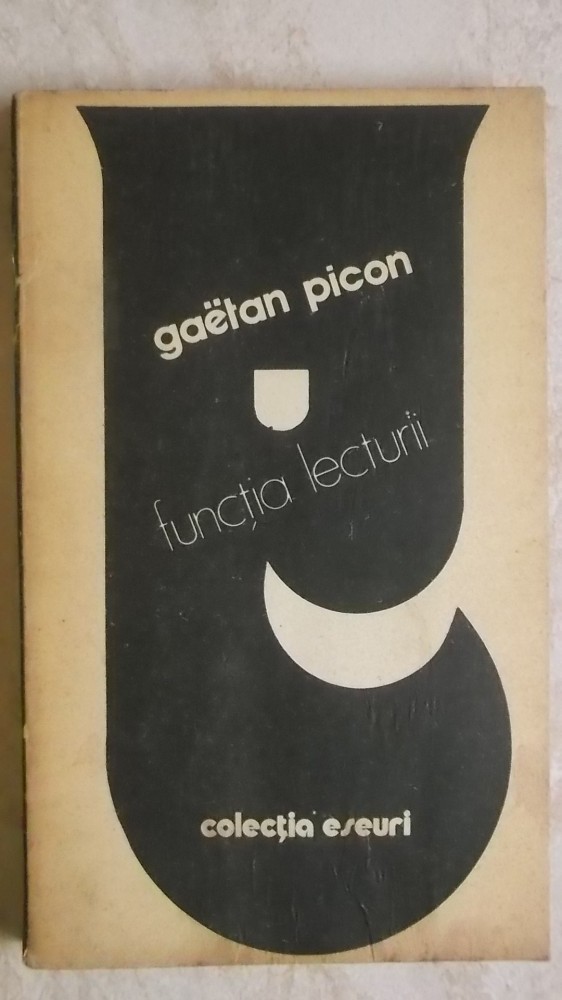 gaëtan picon
funcția lecturii
colecția eseuri